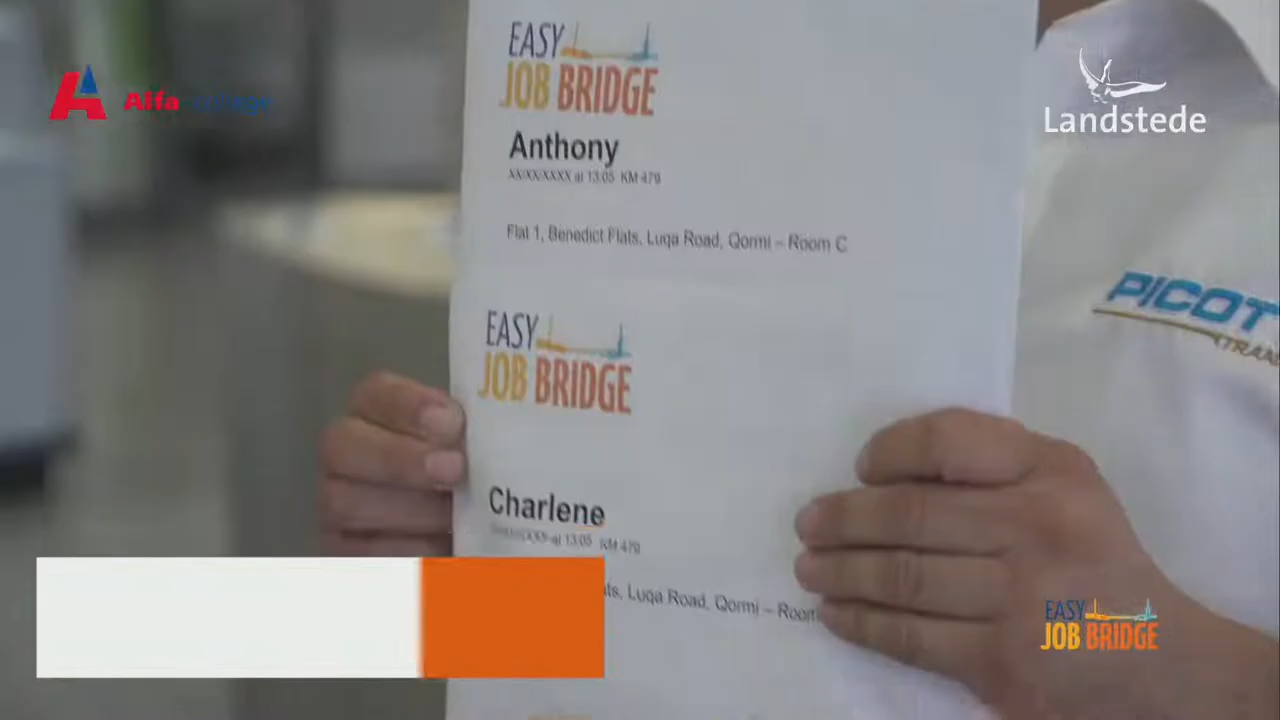 Alfa-college
Landstede
EASY
JOB BRIDGE
Anthony
XX/XX/XXXX at 13:05 KM 479
Flat 1, Benedict Flats, Luqa Road, Qormi – Room C
PICOT
EASY
JOB BRIDGE
Charlene
at 13:05 KM 479
Luqa Road, Qormi – Room
EASY
JOB BRIDGE